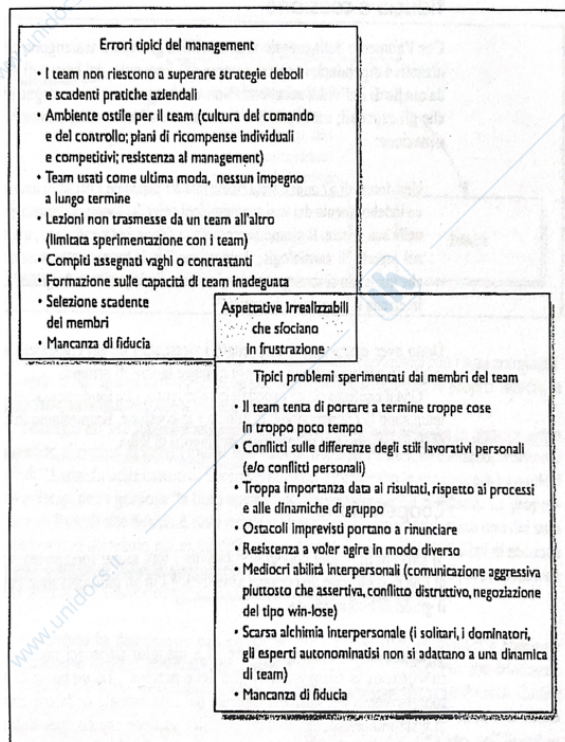 Errori tipici del management
• I team non riescono a superare strategie deboli
e scadenti pratiche aziendali
• Ambiente ostile per il team (cultura del comando
e del controllo; piani di ricompense individuali
e competitivi; resistenza al management)
• Team usati come ultima moda, nessun impegno
a lungo termine
• Lezioni non trasmesse da un team all'altro
(limitata sperimentazione con i team)
• Compiti assegnati vaghi o contrastanti
• Formazione sulle capacità di team inadeguata
• Selezione scadente
dei membri
• Mancanza di fiducia
Aspettative Irrealizzabili
che sfociano
in frustrazione
Tipici problemi sperimentati dai membri del team
• Il team tenta di portare a termine troppe cose
in troppo poco tempo
• Conflitti sulle differenze degli stili lavorativi personali
(e/o conflitti personali)
• Troppa importanza data ai risultati, rispetto ai processi
e alle dinamiche di gruppo
• Ostacoli imprevisti portano a rinunciare
• Resistenza a voler agire in modo diverso
• Mediocri abilità interpersonali (comunicazione aggressiva
piuttosto che assertiva, conflitto distruttivo, negoziazione
del tipo win-lose)
• Scarsa alchimia interpersonale (i solitari, i dominatori,
gli esperti autonominatisi non si adattano a una dinamica
di team)
• Mancanza di fiducia
www.unidocs.it